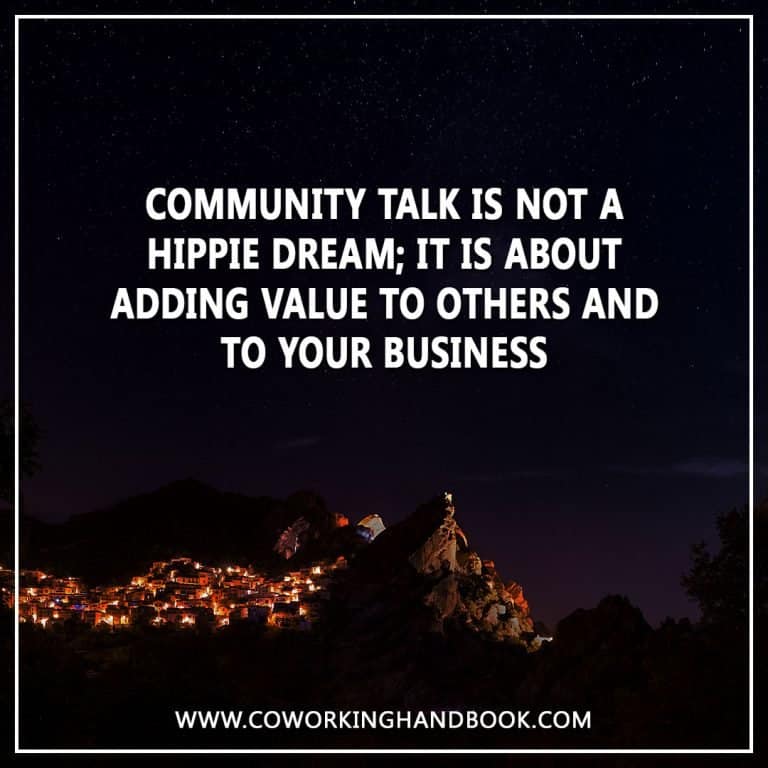 COMMUNITY TALK IS NOT A
HIPPIE DREAM; IT IS ABOUT
ADDING VALUE TO OTHERS AND
TO YOUR BUSINESS
WWW.COWORKINGHANDBOOK.COM